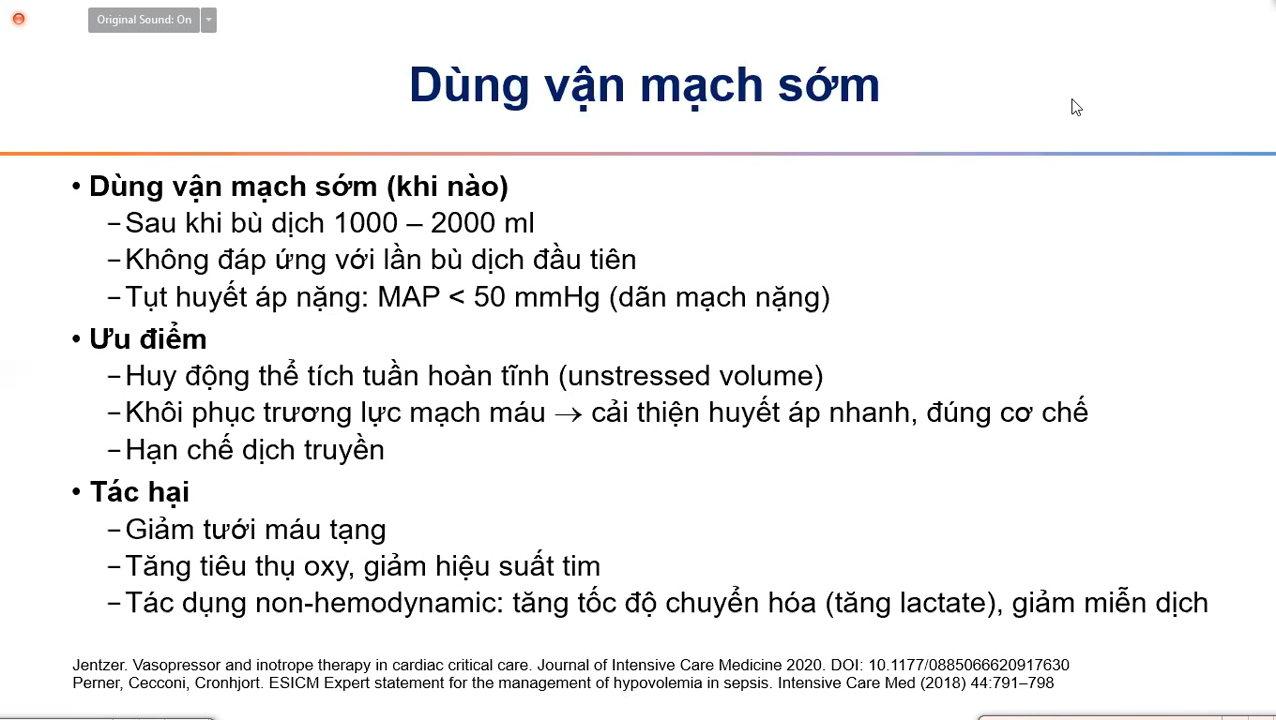 Original Sound: On
Dùng vận mạch sớm
• Dùng vận mạch sớm (khi nào)
–Sau khi bù dịch 1000 – 2000 ml
–Không đáp ứng với lần bù dịch đầu tiên
–Tụt huyết áp nặng: MAP < 50 mmHg (dãn mạch nặng)
• Ưu điểm
–Huy động thể tích tuần hoàn tĩnh (unstressed volume)
–Khôi phục trương lực mạch máu → cải thiện huyết áp nhanh, đúng cơ chế
–Hạn chế dịch truyền
• Tác hại
–Giảm tưới máu tạng
–Tăng tiêu thụ oxy, giảm hiệu suất tim
–Tác dụng non-hemodynamic: tăng tốc độ chuyển hóa (tăng lactate), giảm miễn dịch
Jentzer. Vasopressor and inotrope therapy in cardiac critical care. Journal of Intensive Care Medicine 2020. DOI: 10.1177/0885066620917630
Perner, Cecconi, Cronhjort. ESICM Expert statement for the management of hypovolemia in sepsis. Intensive Care Med (2018) 44:791–798